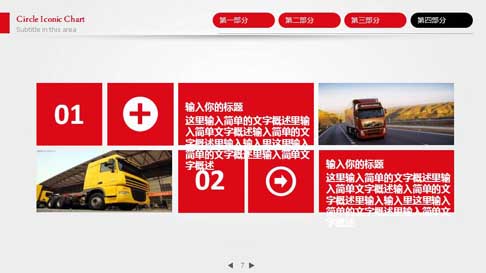 Circle Iconic Chart
Subtitle in this area
第一部分
第二部分
第三部分
第四部分
01
输入你的标题
这里输入简单的文字概述里输
入简单文字概述输入简单的文
字概述里输入输入里这里输入
简单的文字概述里输入简单文
字概述
02
输入你的标题
这里输入简单的文字概述里输
入简单文字概述输入简单的文
字概述里输入输入里这里输入
简单的文字概述里输入简单文
字概述
7